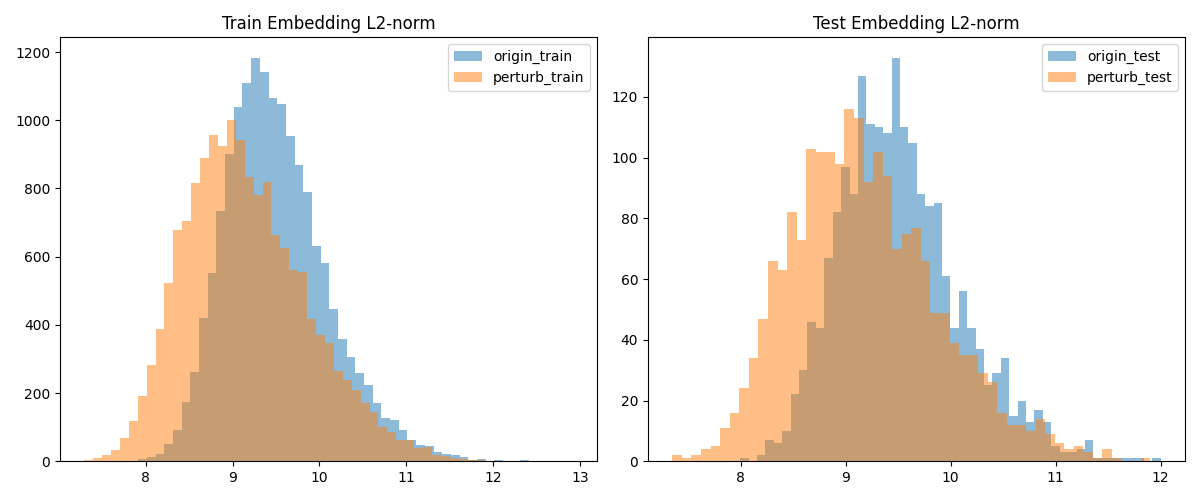 Train Embedding L2-norm
origin_train
perturb_train
1200
1000
800
600
400
200
0
8 9 10 11 12 13
Test Embedding L2-norm
origin_test
perturb_test
120
100
80
60
40
20
0
8 9 10 11 12